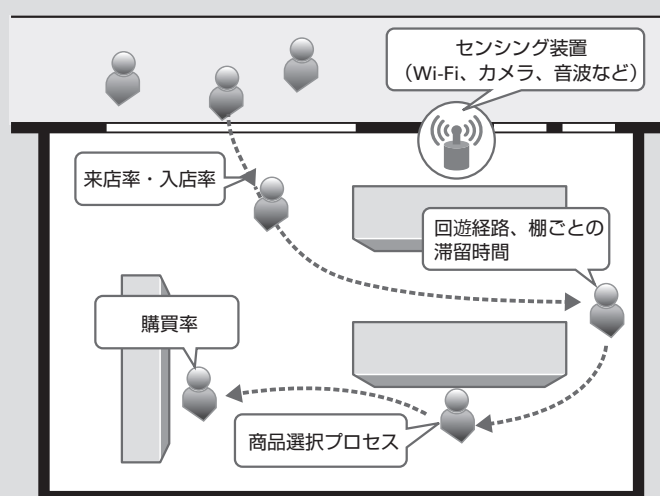 センシング装置
（Wi-Fi、カメラ、音波など）
来店率・入店率
回遊経路、棚ごとの
滞留時間
購買率
商品選択プロセス